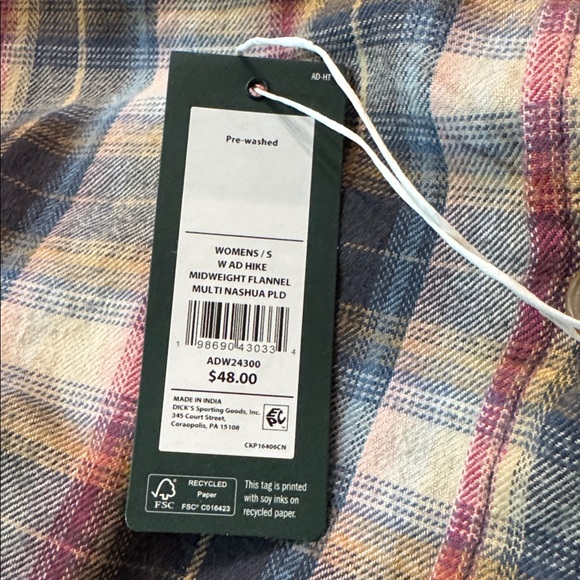 AD-HT
Pre-washed
WOMENS / S
W AD HIKE
MIDWEIGHT FLANNEL
MULTI NASHUA PLD
1 98690 43033 4
ADW24300
$48.00
MADE IN INDIA
DICK'S Sporting Goods, Inc.
345 Court Street,
Coraopolis, PA 15108
CKP16406CN
FSC
RECYCLED
Paper
FSC® C016423
This tag is printed
with soy inks on
recycled paper.